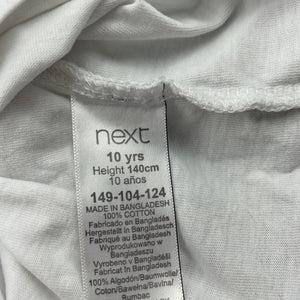 next
10 yrs
Height 140cm
10 años
149-104-124
MADE IN BANGLADESH
100% COTTON
Fabricado en Bangladés
Hergestellt in Bangladesch
Fabriqué au Bangladesh
Wyprodukowano w
Bangladeszu
Vyrobeno v Bangladéši
Fabricat în Bangladesh
100% Algodón/Baumwolle/
Coton/Bawełna/Bavlna/
Bumbac